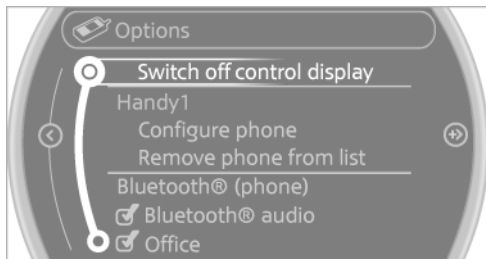 Options
Switch off control display
Handy1
Configure phone
Remove phone from list
Bluetooth® (phone)
Bluetooth® audio
Office